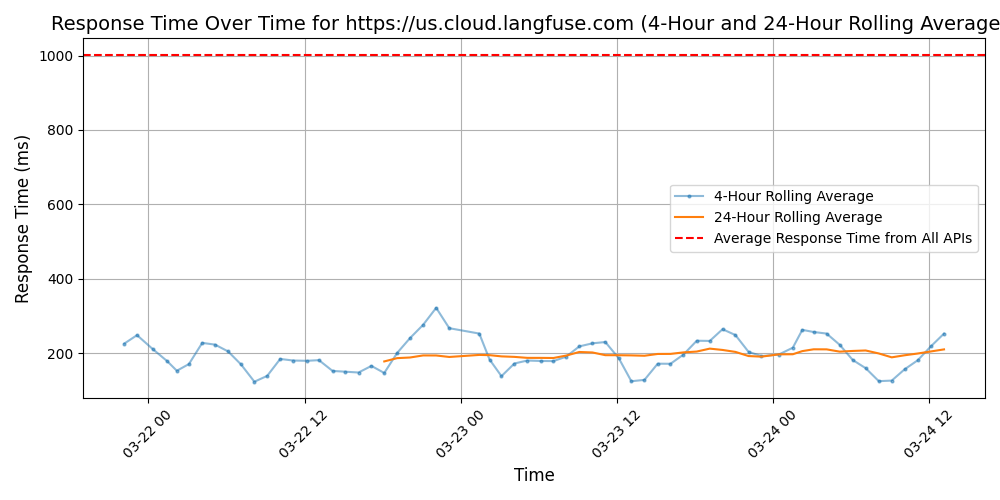 Response Time Over Time for https://us.cloud.langfuse.com (4-Hour and 24-Hour Rolling Average
Response Time (ms)
1000
800
600
400
200
4-Hour Rolling Average
24-Hour Rolling Average
Average Response Time from All APIs
03-22 00
03-22 12
03-23 00
03-23 12
03-24 00
03-24 12
Time